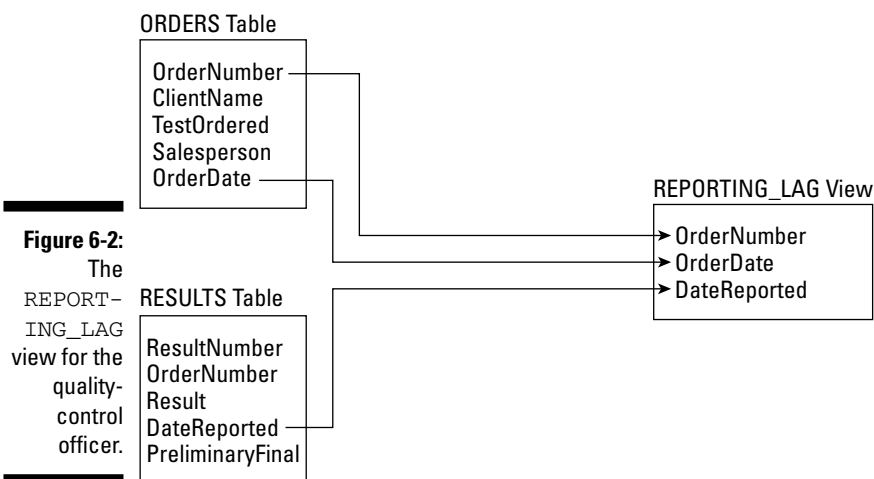 ORDERS Table
OrderNumber
ClientName
TestOrdered
Salesperson
OrderDate
REPORTING_LAG View
OrderNumber
OrderDate
DateReported
Figure 6-2:
The
REPORT-
ING_LAG
view for the
quality-
control
officer.
RESULTS Table
ResultNumber
OrderNumber
Result
DateReported
PreliminaryFinal